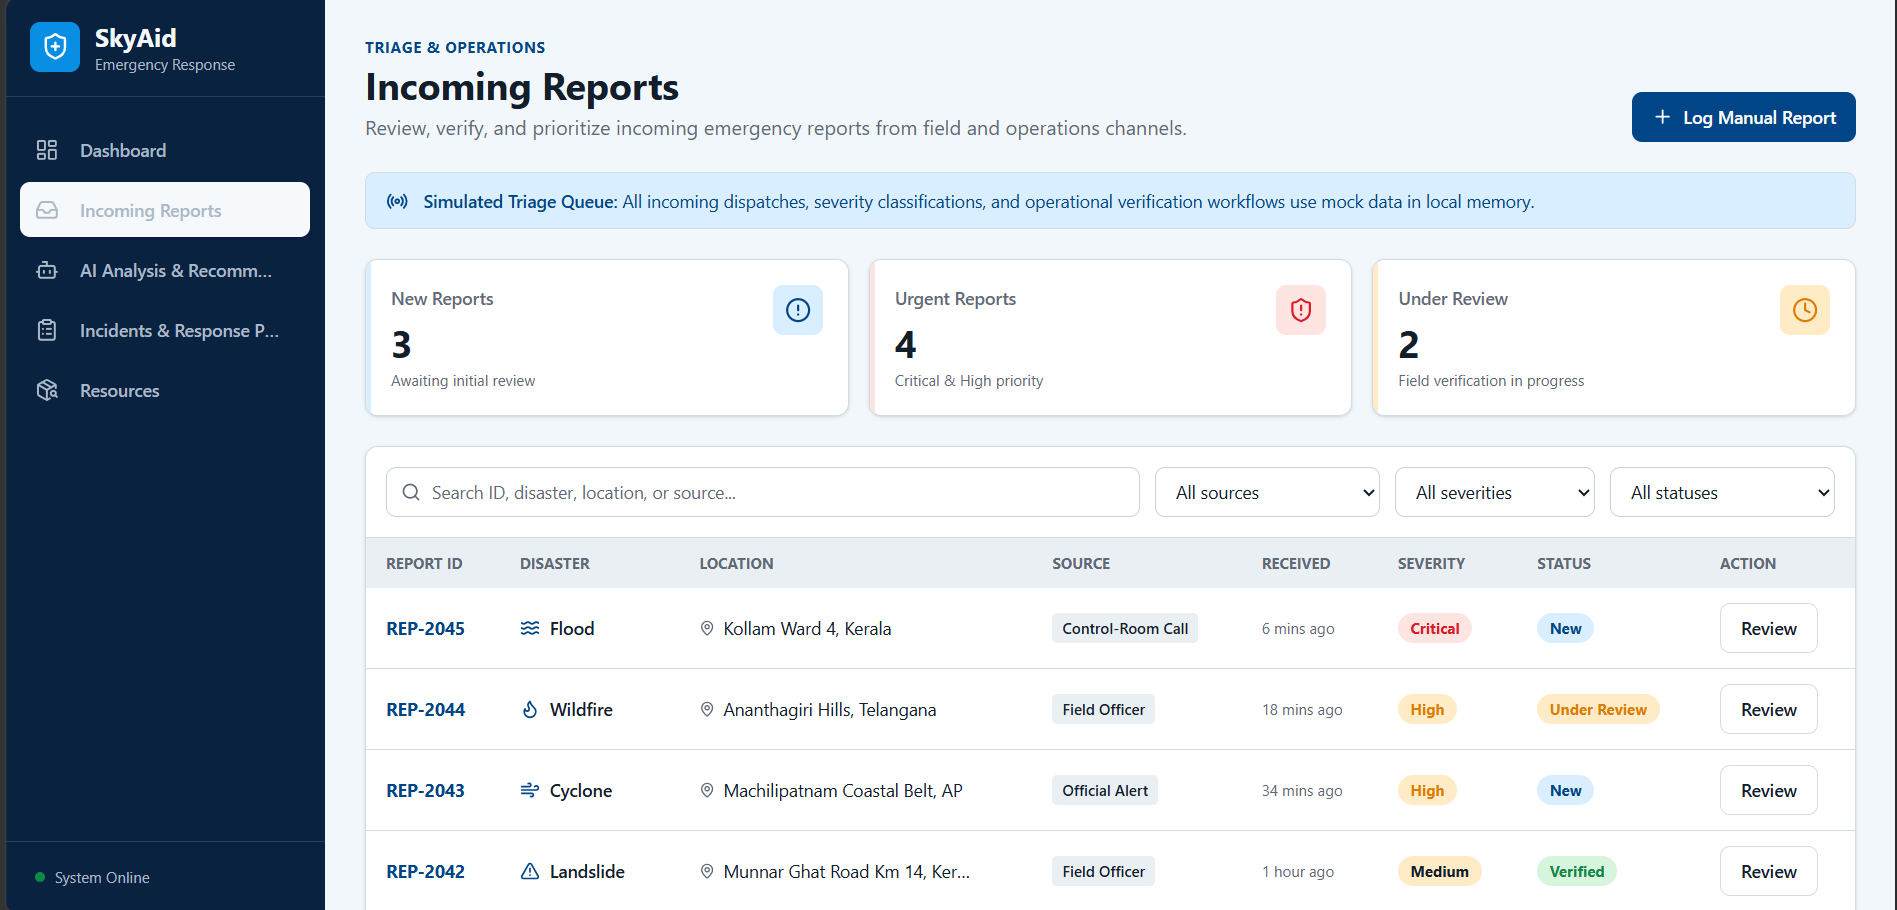 SkyAid
Emergency Response
Dashboard
Incoming Reports
AI Analysis & Recomm...
Incidents & Response P...
Resources
System Online
TRIAGE & OPERATIONS
Incoming Reports
Review, verify, and prioritize incoming emergency reports from field and operations channels.
+ Log Manual Report
Simulated Triage Queue: All incoming dispatches, severity classifications, and operational verification workflows use mock data in local memory.
New Reports
3
Awaiting initial review
Urgent Reports
4
Critical & High priority
Under Review
2
Field verification in progress
Search ID, disaster, location, or source...
All sources
All severities
All statuses
REPORT ID DISASTER LOCATION SOURCE RECEIVED SEVERITY STATUS ACTION
REP-2045 Flood Kollam Ward 4, Kerala Control-Room Call 6 mins ago Critical New Review
REP-2044 Wildfire Ananthagiri Hills, Telangana Field Officer 18 mins ago High Under Review Review
REP-2043 Cyclone Machilipatnam Coastal Belt, AP Official Alert 34 mins ago High New Review
REP-2042 Landslide Munnar Ghat Road Km 14, Ker... Field Officer 1 hour ago Medium Verified Review